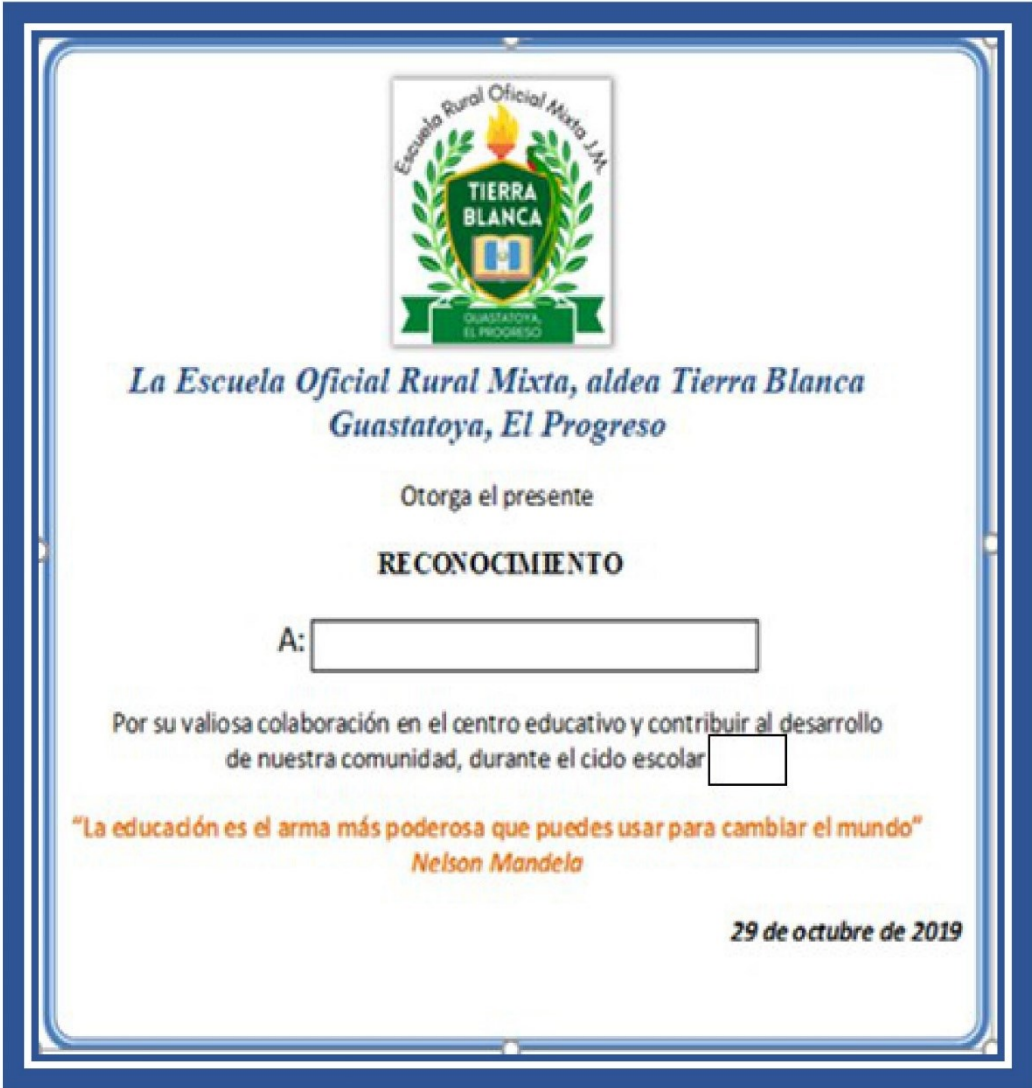 Escuela Rural Oficial Mixta J.M.
TIERRA
BLANCA
GUASTATOYA,
EL PROGRESO
La Escuela Oficial Rural Mixta, aldea Tierra Blanca
Guastatoya, El Progreso
Otorga el presente
RECONOCIMIENTO
A:
Por su valiosa colaboración en el centro educativo y contribuir al desarrollo
de nuestra comunidad, durante el ciclo escolar
“La educación es el arma más poderosa que puedes usar para cambiar el mundo”
Nelson Mandela
29 de octubre de 2019